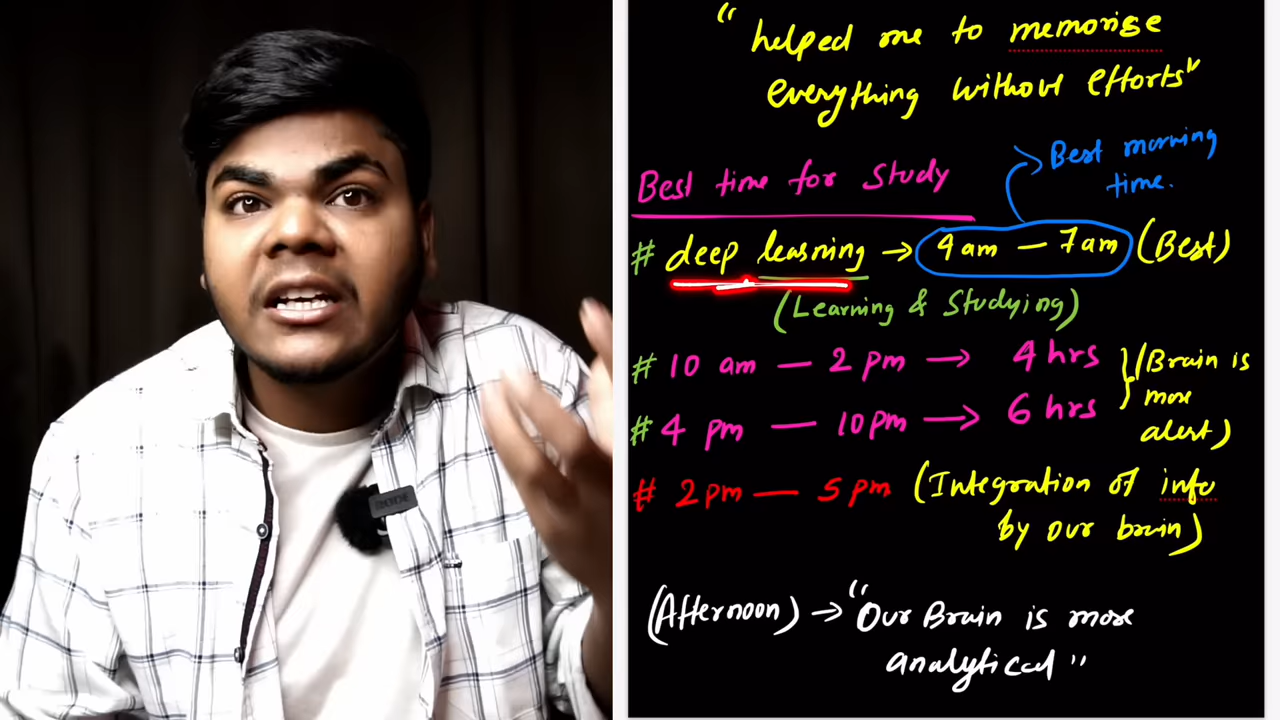 "helped me to memorise
everything without efforts"
Best morning
time.
Best time for Study
# deep learning → 4 am — 7 am (Best)
(Learning & Studying)
# 10 am — 2 pm → 4 hrs
# 4 pm — 10 pm → 6 hrs
(Brain is
more
alert)
# 2 pm — 5 pm (Integration of info
by our brain)
(Afternoon) → "Our Brain is more
analytical"